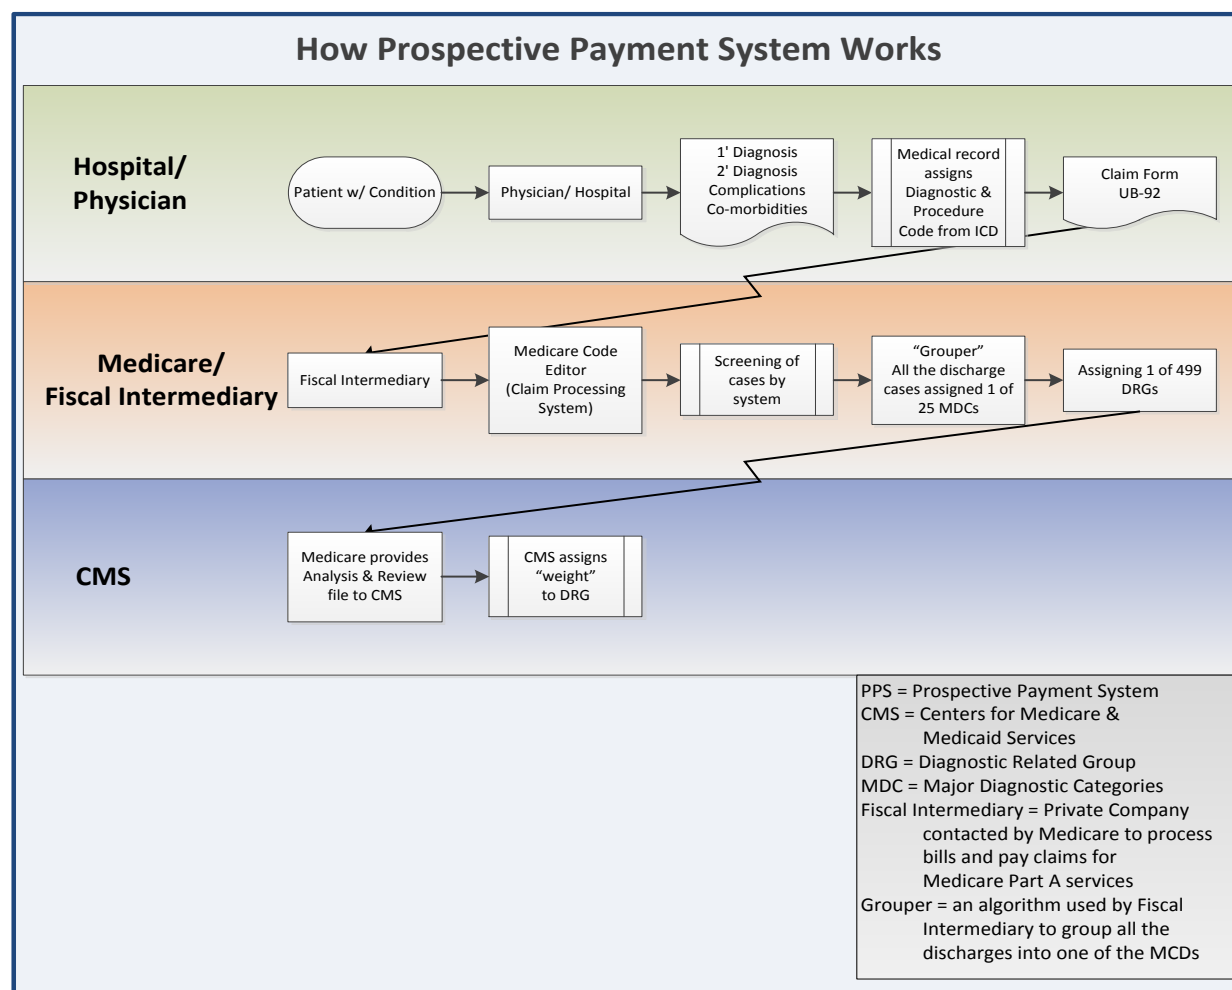 How Prospective Payment System Works
Hospital/
Physician
Patient w/ Condition
Physician/ Hospital
1' Diagnosis
2' Diagnosis
Complications
Co-morbidities
Medical record
assigns
Diagnostic &
Procedure
Code from ICD
Claim Form
UB-92
Medicare/
Fiscal Intermediary
Fiscal Intermediary
Medicare Code
Editor
(Claim Processing
System)
Screening of
cases by
system
“Grouper”
All the discharge
cases assigned 1 of
25 MDCs
Assigning 1 of 499
DRGs
CMS
Medicare provides
Analysis & Review
file to CMS
CMS assigns
“weight”
to DRG
PPS = Prospective Payment System
CMS = Centers for Medicare &
Medicaid Services
DRG = Diagnostic Related Group
MDC = Major Diagnostic Categories
Fiscal Intermediary = Private Company
contacted by Medicare to process
bills and pay claims for
Medicare Part A services
Grouper = an algorithm used by Fiscal
Intermediary to group all the
discharges into one of the MCDs